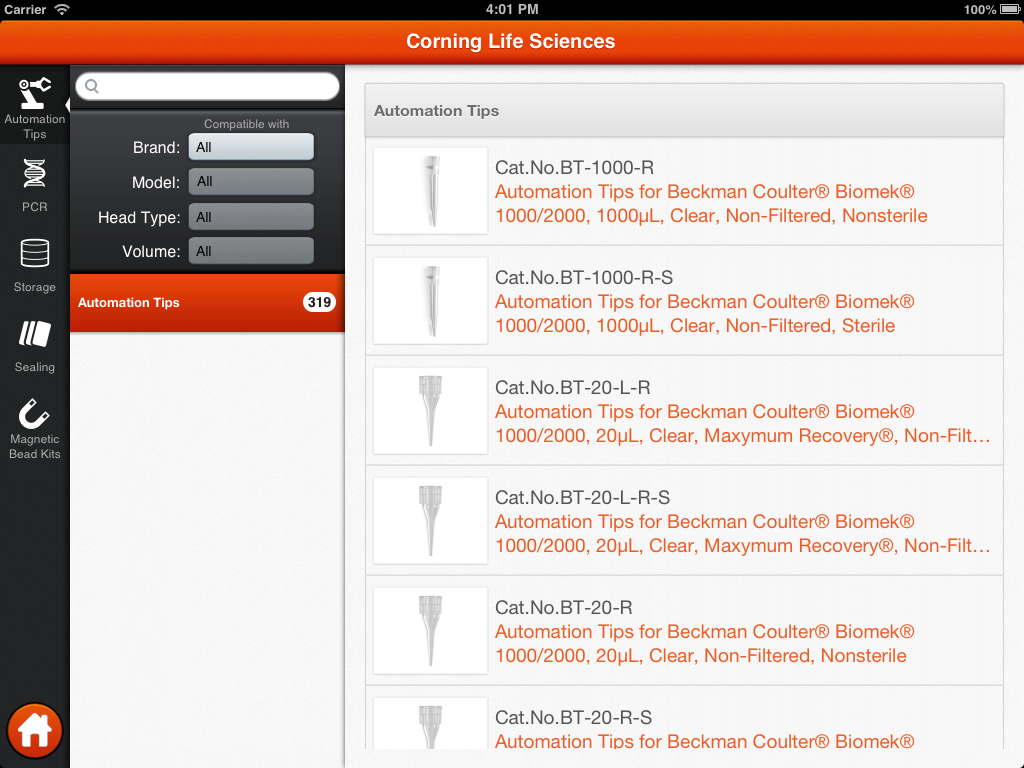 Carrier 4:01 PM 100%
Corning Life Sciences
Automation
Tips
PCR
Storage
Sealing
Magnetic
Bead Kits
Compatible with
Brand: All
Model: All
Head Type: All
Volume: All
Automation Tips 319
Automation Tips
Cat.No.BT-1000-R
Automation Tips for Beckman Coulter® Biomek®
1000/2000, 1000µL, Clear, Non-Filtered, Nonsterile
Cat.No.BT-1000-R-S
Automation Tips for Beckman Coulter® Biomek®
1000/2000, 1000µL, Clear, Non-Filtered, Sterile
Cat.No.BT-20-L-R
Automation Tips for Beckman Coulter® Biomek®
1000/2000, 20µL, Clear, Maxymum Recovery®, Non-Filt…
Cat.No.BT-20-L-R-S
Automation Tips for Beckman Coulter® Biomek®
1000/2000, 20µL, Clear, Maxymum Recovery®, Non-Filt…
Cat.No.BT-20-R
Automation Tips for Beckman Coulter® Biomek®
1000/2000, 20µL, Clear, Non-Filtered, Nonsterile
Cat.No.BT-20-R-S
Automation Tips for Beckman Coulter® Biomek®